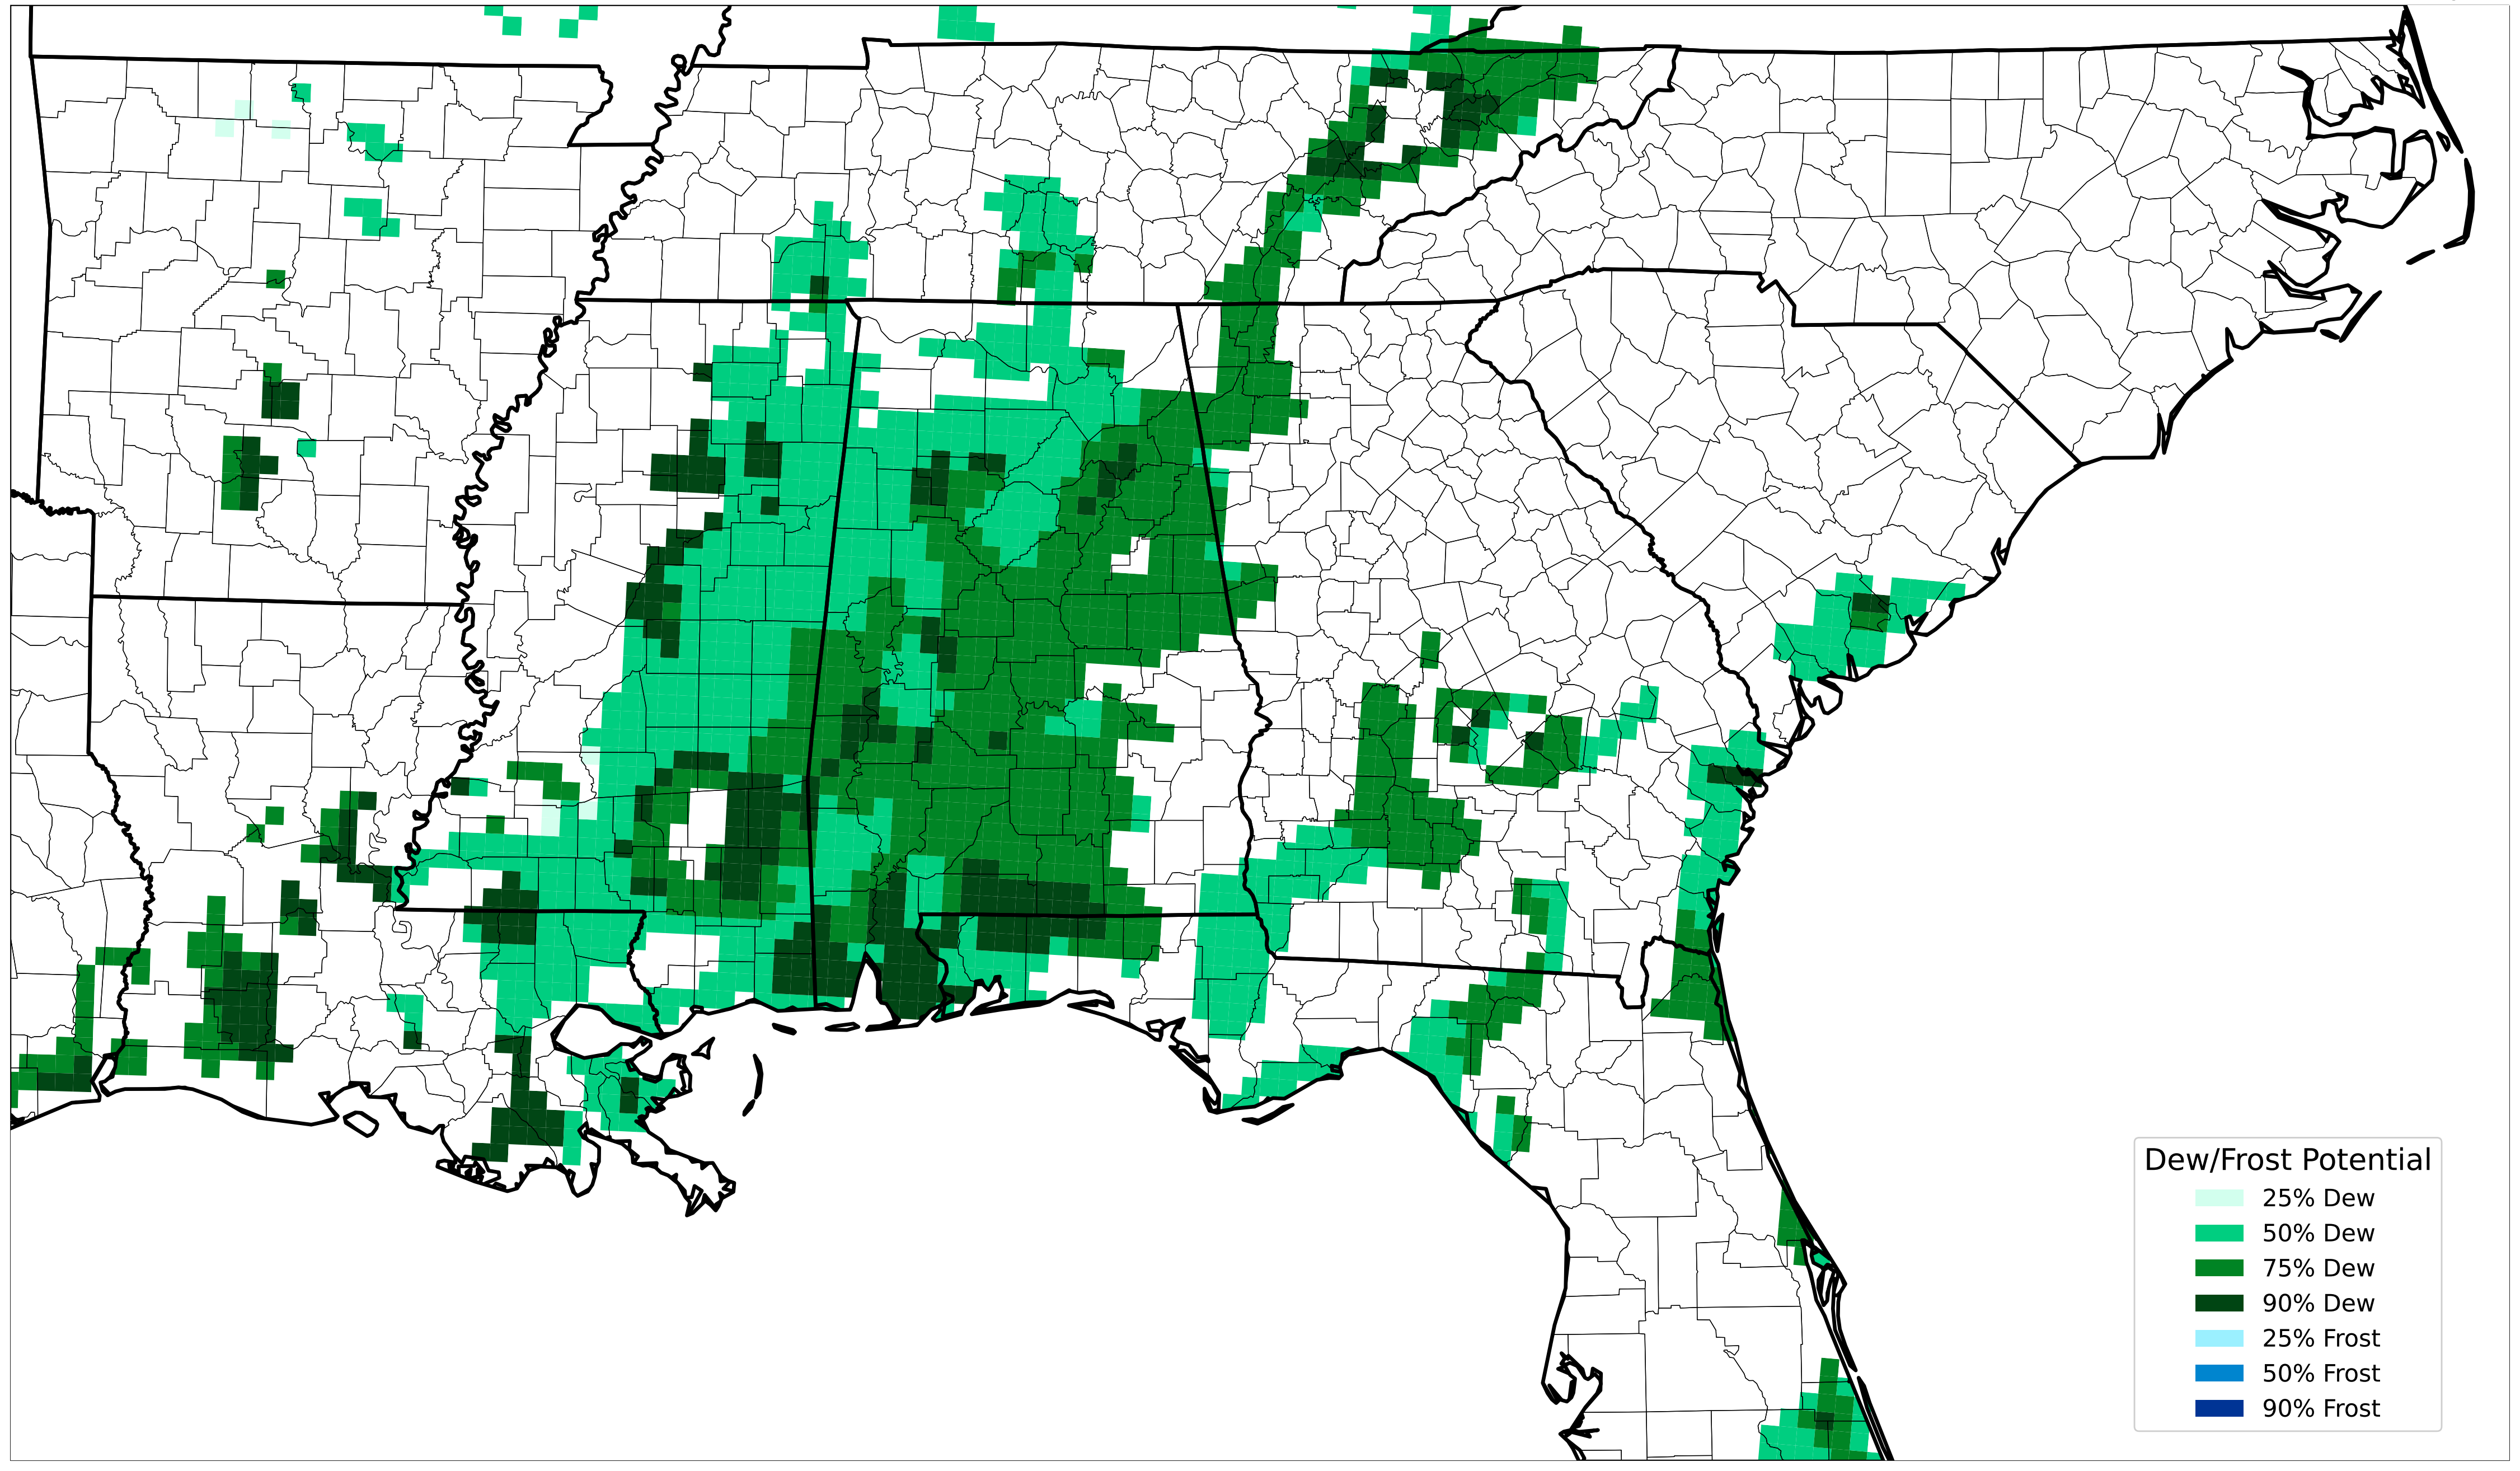 Dew/Frost Potential
25% Dew
50% Dew
75% Dew
90% Dew
25% Frost
50% Frost
90% Frost